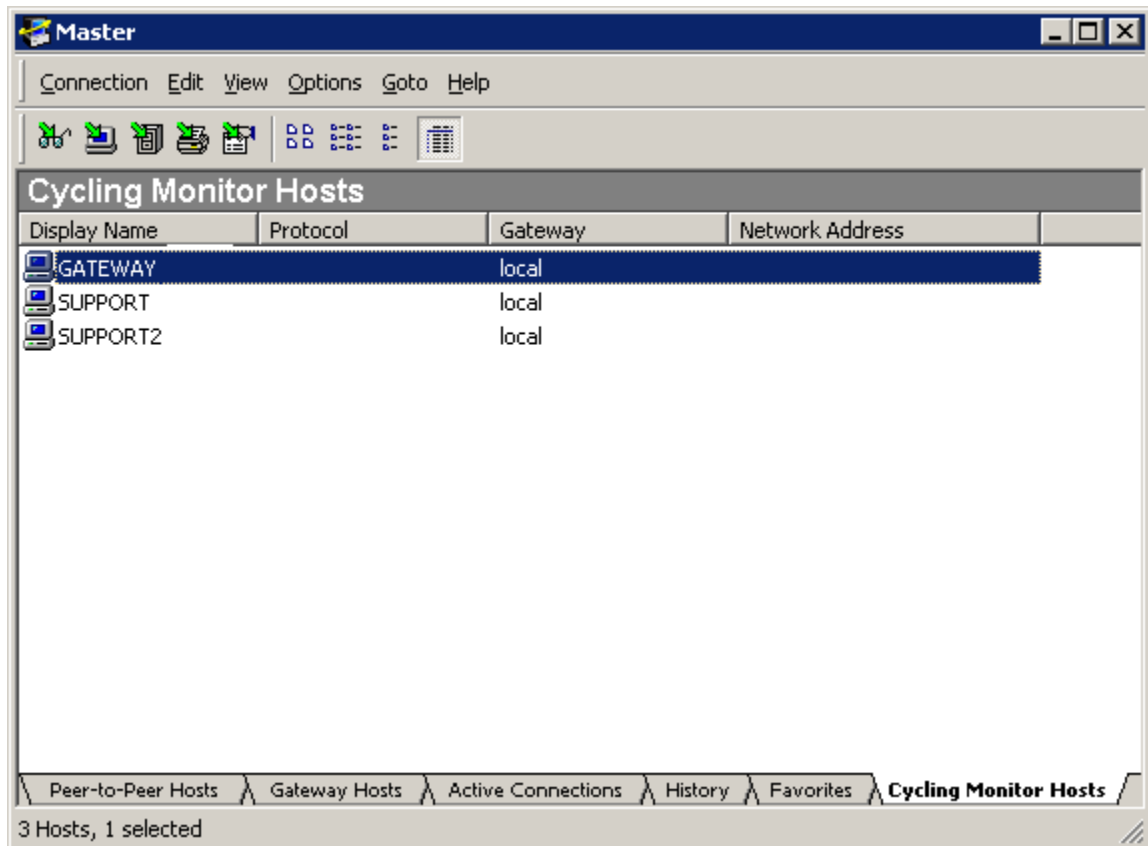 Master
Connection Edit View Options Goto Help
Cycling Monitor Hosts
Display Name Protocol Gateway Network Address
GATEWAY local
SUPPORT local
SUPPORT2 local
Peer-to-Peer Hosts Gateway Hosts Active Connections History Favorites Cycling Monitor Hosts
3 Hosts, 1 selected